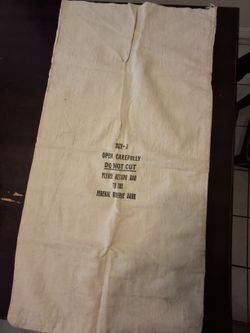 OPEN CAREFULLY
DO NOT CUT
PLEASE RETURN BAG
TO THE
FEDERAL RESERVE BANK